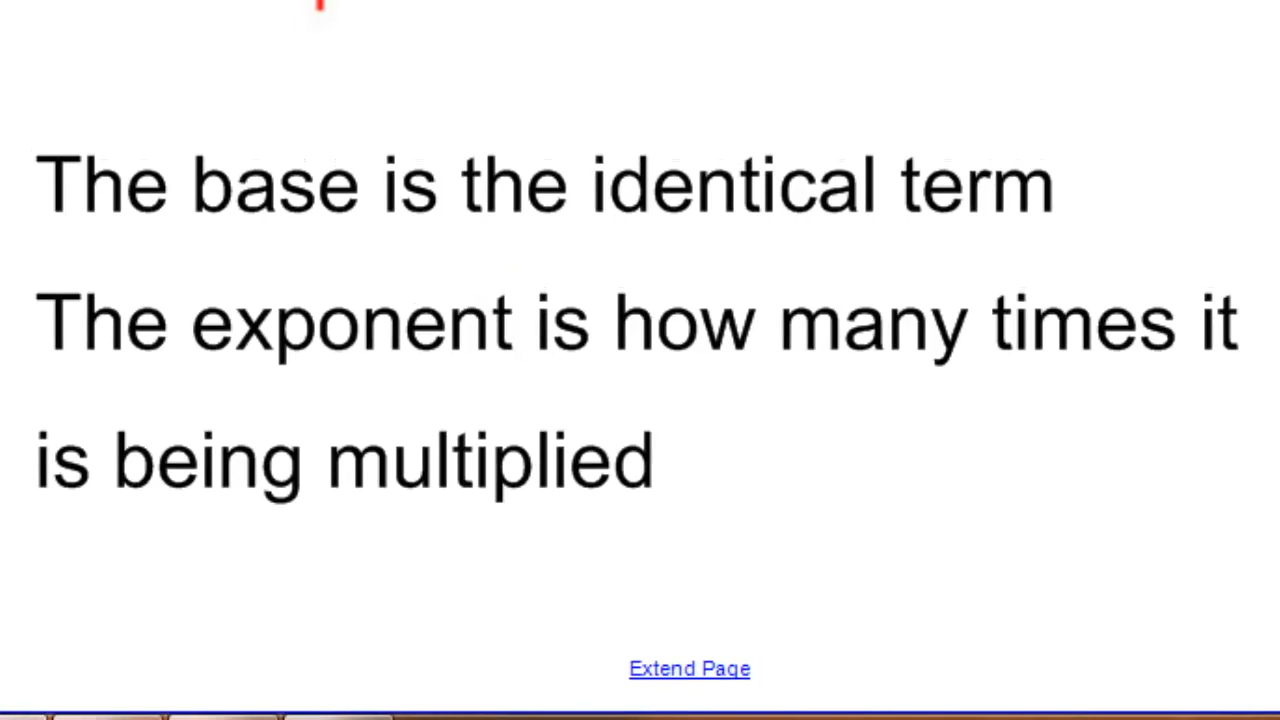 The base is the identical term
The exponent is how many times it
is being multiplied
Extend Page